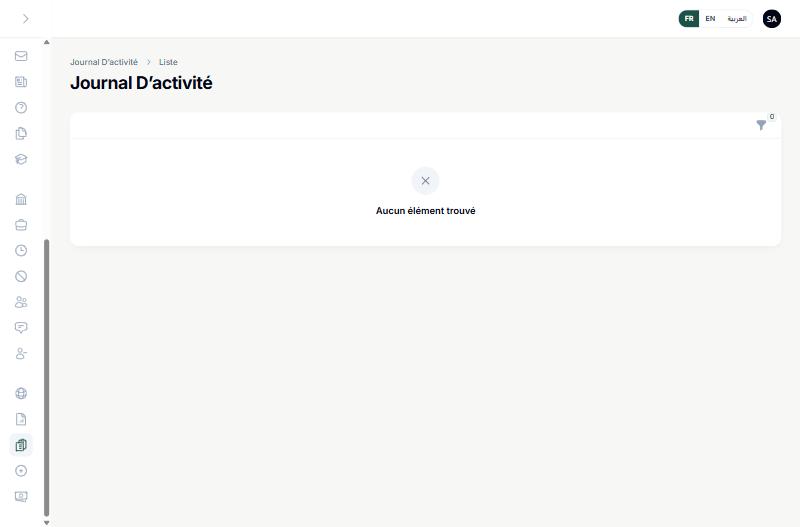 FR EN العربية SA
Journal D’activité Liste
Journal D’activité
0
Aucun élément trouvé